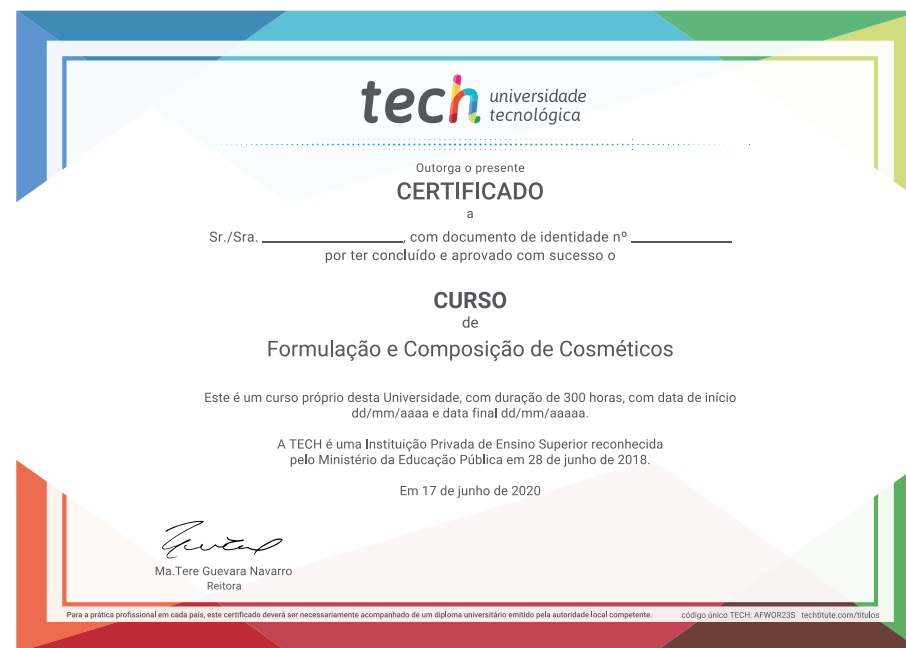 tech universidade
tecnológica
Outorga o presente
CERTIFICADO
a
Sr./Sra. ____________, com documento de identidade nº ____________
por ter concluído e aprovado com sucesso o
CURSO
de
Formulação e Composição de Cosméticos
Este é um curso próprio desta Universidade, com duração de 300 horas, com data de início
dd/mm/aaaa e data final dd/mm/aaaaa.
A TECH é uma Instituição Privada de Ensino Superior reconhecida
pelo Ministério da Educação Pública em 28 de junho de 2018.
Em 17 de junho de 2020
Ma.Tere Guevara Navarro
Reitora
Para a prática profissional em cada país, este certificado deverá ser necessariamente acompanhado de um diploma universitário emitido pela autoridade local competente. código único TECH: AFWOR23S techtitute.com/titulos